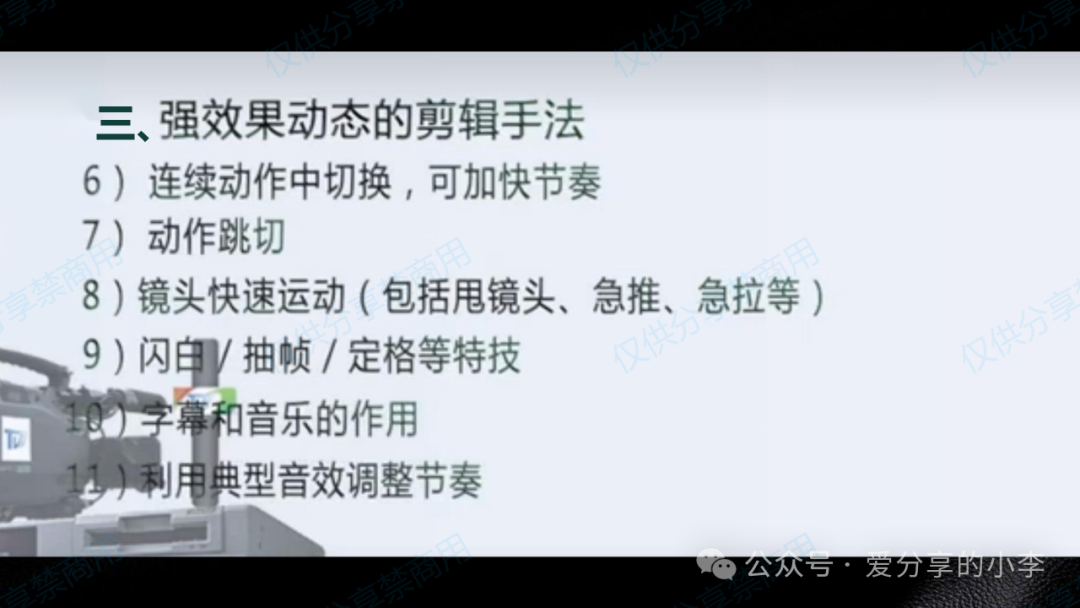 三、强效果动态的剪辑手法
6）连续动作中切换，可加快节奏
7）动作跳切
8）镜头快速运动（包括甩镜头、急推、急拉等）
9）闪白/抽帧/定格等特技
10）字幕和音乐的作用
11）利用典型音效调整节奏
公众号·爱分享的小李
仅供分享禁商用